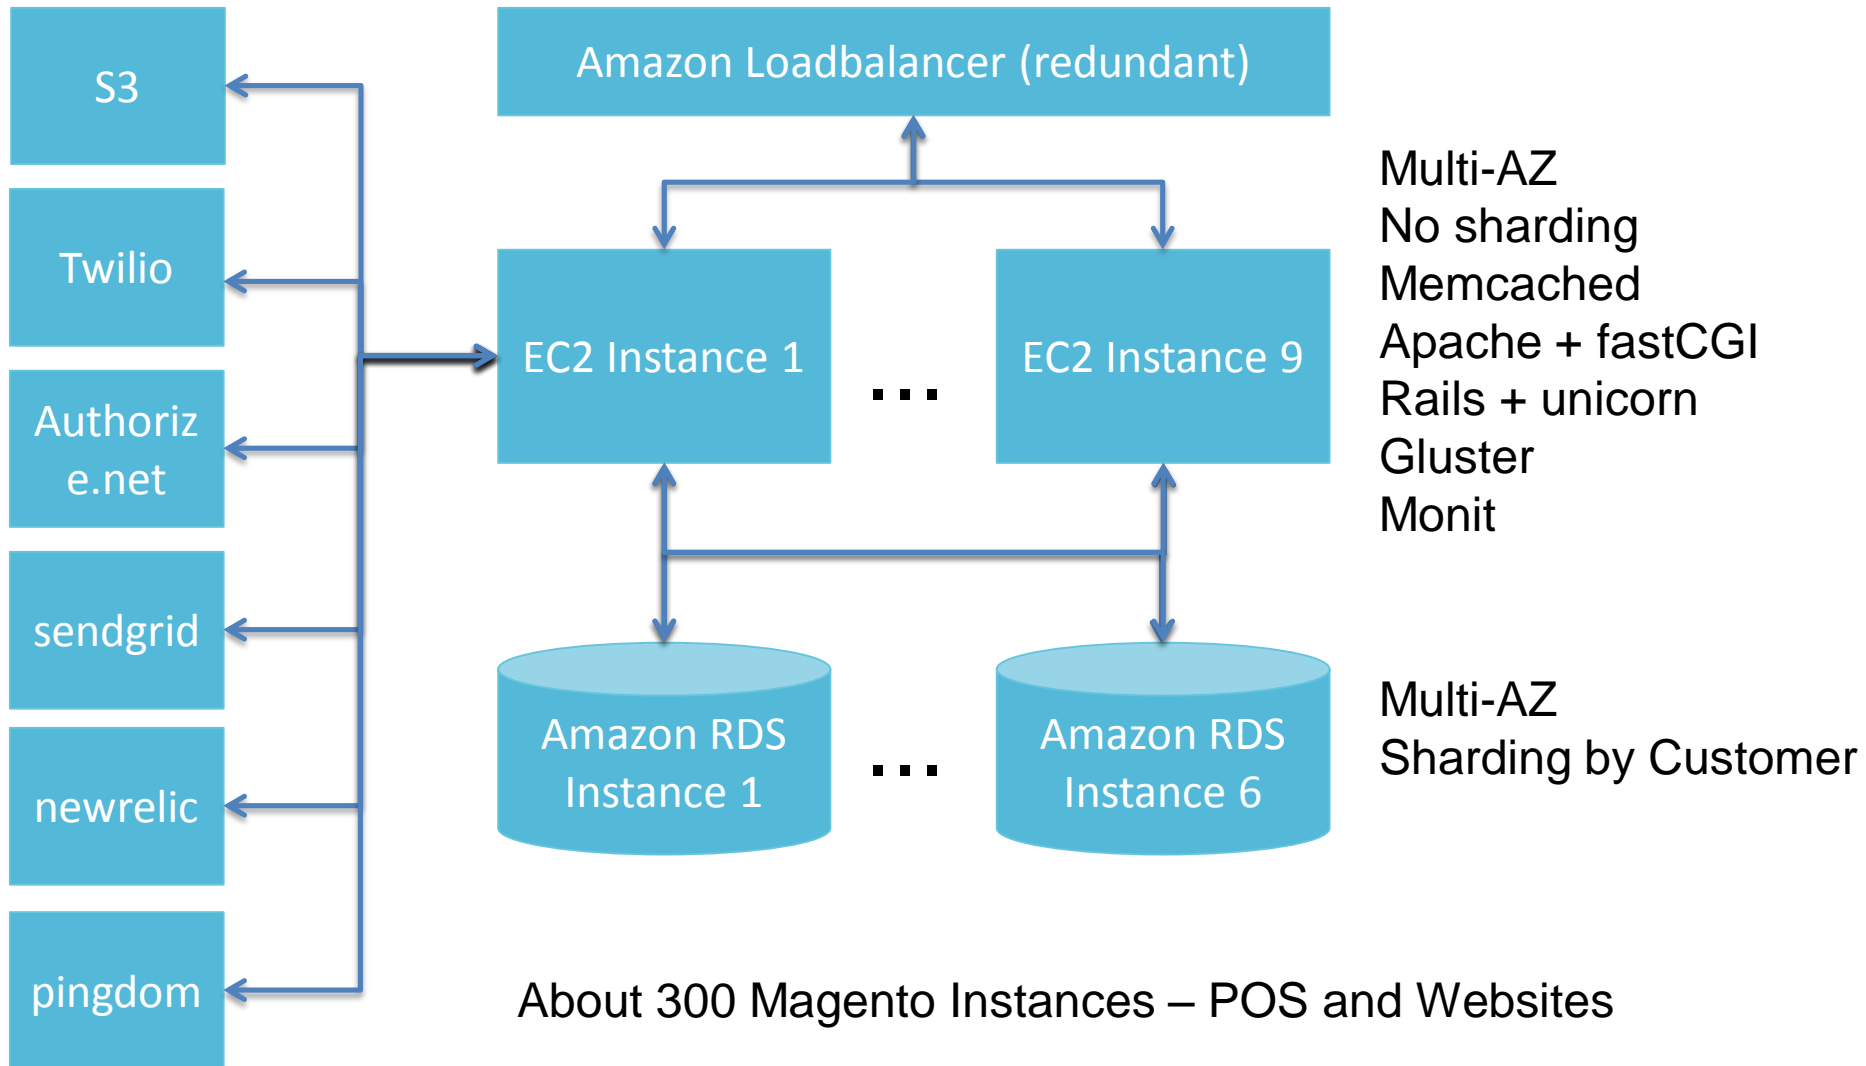 S3
Twilio
Authoriz
e.net
sendgrid
newrelic
pingdom
Amazon Loadbalancer (redundant)
EC2 Instance 1
...
EC2 Instance 9
Multi-AZ
No sharding
Memcached
Apache + fastCGI
Rails + unicorn
Gluster
Monit
Amazon RDS
Instance 1
...
Amazon RDS
Instance 6
Multi-AZ
Sharding by Customer
About 300 Magento Instances – POS and Websites